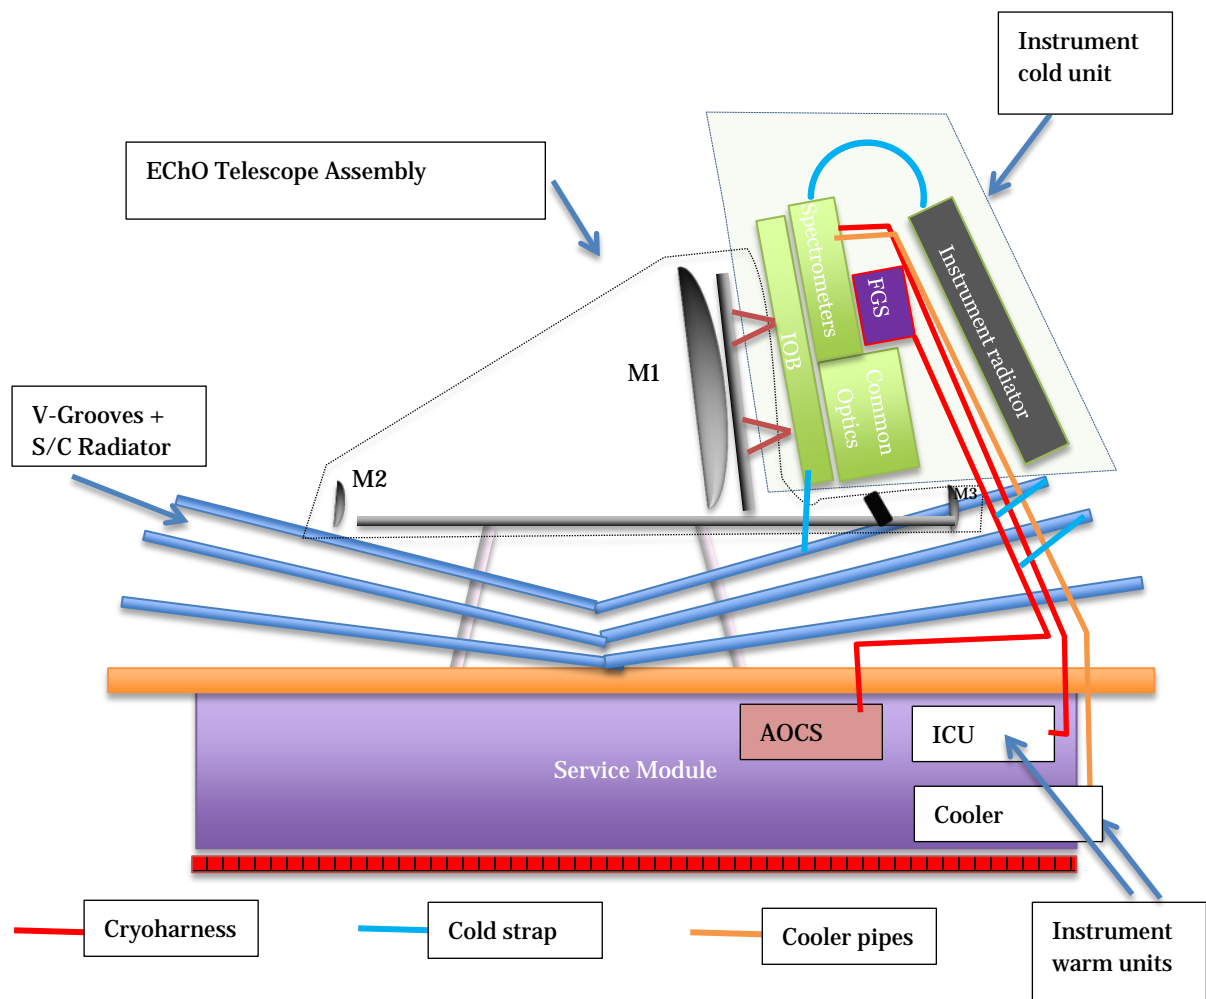 Instrument
cold unit
EChO Telescope Assembly
Spectrometers
FGS
Instrument radiator
IOB
M1
Common
Optics
V-Grooves +
S/C Radiator
M2
M3
AOCS
ICU
Service Module
Cooler
Cryoharness
Cold strap
Cooler pipes
Instrument
warm units